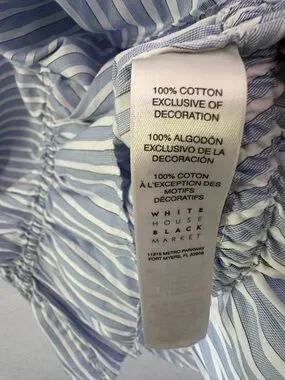 100% COTTON
EXCLUSIVE OF
DECORATION
100% ALGODÓN
EXCLUSIVO DE LA
DECORACIÓN
100% COTON
À L'EXCEPTION DES
MOTIFS
DÉCORATIFS
WHITE
HOUSE
BLACK
MARKET
11215 METRO PARKWAY
FORT MYERS, FL 33966